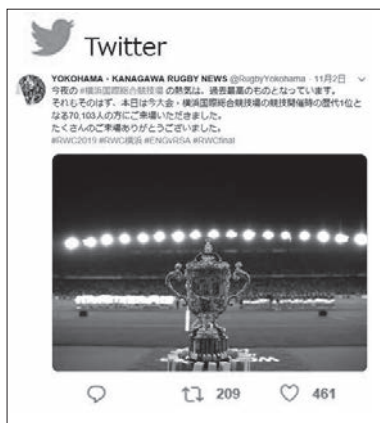 Twitter
YOKOHAMA・KANAGAWA RUGBY NEWS @RugbyYokohama・11月2日
今夜の #横浜国際総合競技場 の熱気は、過去最高のものとなっています。
それもそのはず、本日は今大会・横浜国際総合競技場の競技開催時の歴代1位と
なる70,103人の方にご来場いただきました。
たくさんのご来場ありがとうございました。
#RWC2019 #RWC横浜 #ENGvRSA #RWCfinal
209
461